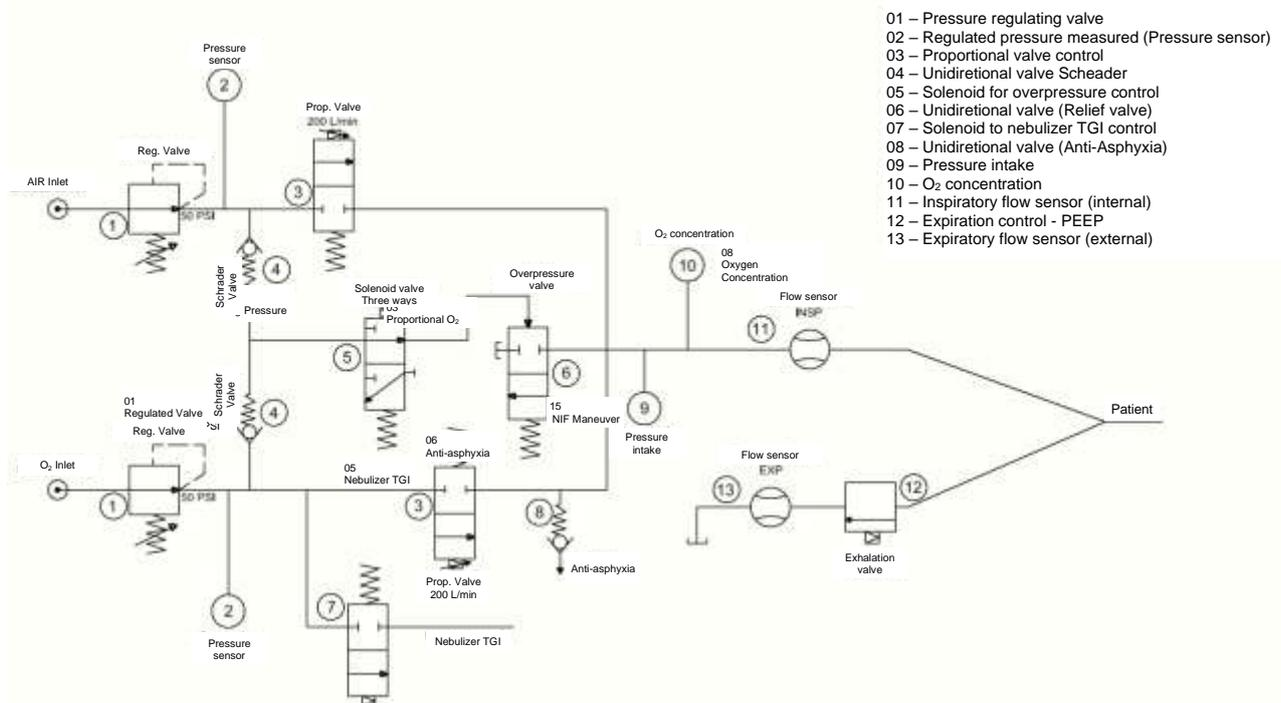 01 – Pressure regulating valve
02 – Regulated pressure measured (Pressure sensor)
03 – Proportional valve control
04 – Unidiretional valve Scheader
05 – Solenoid for overpressure control
06 – Unidiretional valve (Relief valve)
07 – Solenoid to nebulizer TGI control
08 – Unidiretional valve (Anti-Asphyxia)
09 – Pressure intake
10 – O₂ concentration
11 – Inspiratory flow sensor (internal)
12 – Expiration control - PEEP
13 – Expiratory flow sensor (external)
Pressure
sensor
2
Prop. Valve
200 L/min
Reg. Valve
AIR Inlet
3
1
50 PSI
4
Schrader
Valve
Pressure
Solenoid valve
Three ways
03
Proportional O₂
5
Overpressure
valve
6
15
NIF Maneuver
O₂ concentration
10
08
Oxygen
Concentration
Flow sensor
INSP
11
9
Pressure
intake
Patient
01
Regulated Valve
Reg. Valve
Schrader
Valve
PSI
4
O₂ Inlet
1
50 PSI
05
Nebulizer TGI
06
Anti-asphyxia
3
Prop. Valve
200 L/min
8
Anti-asphyxia
Flow sensor
EXP
13
12
Exhalation
valve
2
Pressure
sensor
7
Nebulizer TGI